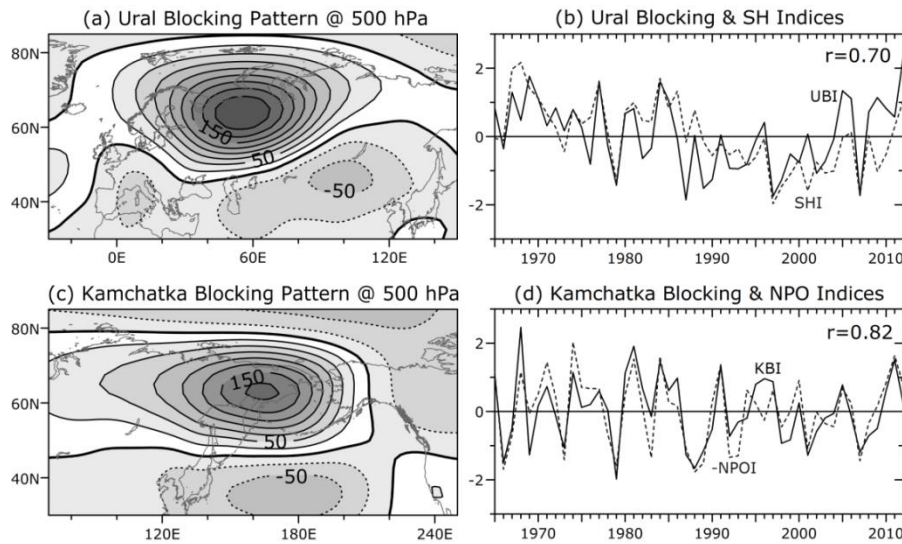 (a) Ural Blocking Pattern @ 500 hPa
80N
60N
40N
150
50
-50
0E 60E 120E
(b) Ural Blocking & SH Indices
r=0.70
2
0
-2
UBI
SHI
1970 1980 1990 2000 2010
(c) Kamchatka Blocking Pattern @ 500 hPa
80N
60N
40N
150
50
-50
120E 180E 240E
(d) Kamchatka Blocking & NPO Indices
r=0.82
2
0
-2
KBI
-NPOI
1970 1980 1990 2000 2010